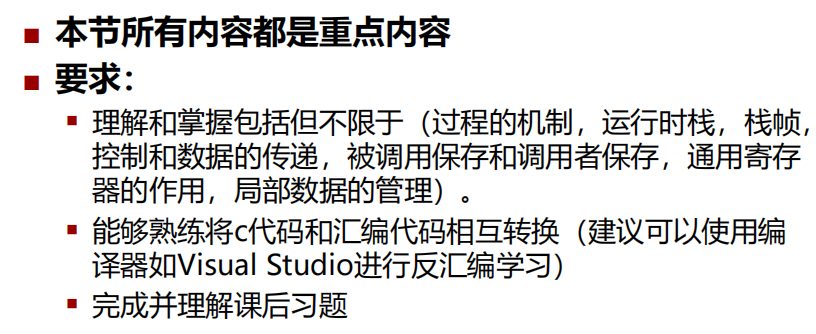 本节所有内容都是重点内容
要求：
理解和掌握包括但不限于（过程的机制，运行时栈，栈帧，
控制和数据的传递，被调用保存和调用者保存，通用寄存
器的作用，局部数据的管理）。
能够熟练将c代码和汇编代码相互转换（建议可以使用编
译器如Visual Studio进行反汇编学习）
完成并理解课后习题